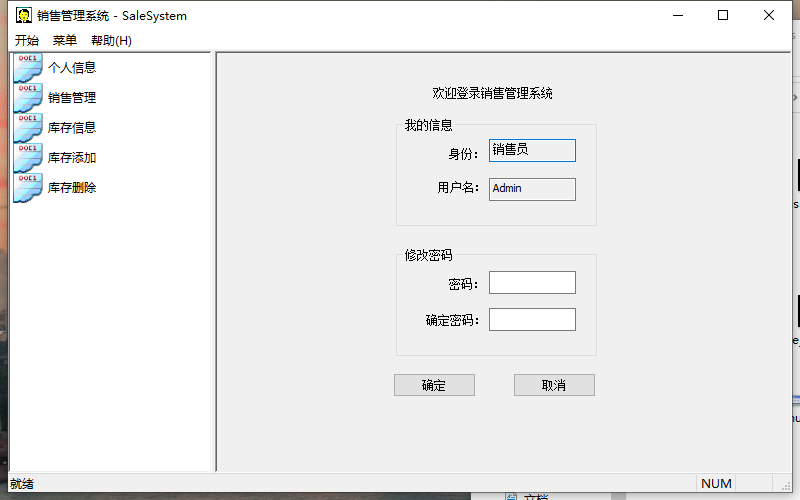 销售管理系统 - SaleSystem
开始 菜单 帮助(H)
个人信息
销售管理
库存信息
库存添加
库存删除
欢迎登录销售管理系统
我的信息
身份： 销售员
用户名： Admin
修改密码
密码：
确定密码：
确定 取消
就绪 NUM
文档